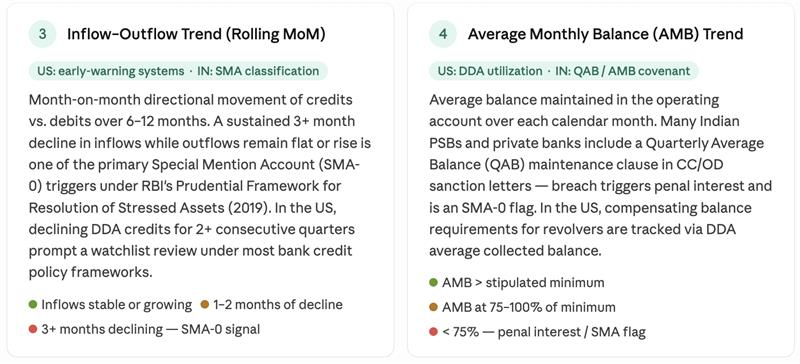 3 Inflow–Outflow Trend (Rolling MoM)
US: early-warning systems · IN: SMA classification
Month-on-month directional movement of credits
vs. debits over 6–12 months. A sustained 3+ month
decline in inflows while outflows remain flat or rise is
one of the primary Special Mention Account (SMA-
0) triggers under RBI's Prudential Framework for
Resolution of Stressed Assets (2019). In the US,
declining DDA credits for 2+ consecutive quarters
prompt a watchlist review under most bank credit
policy frameworks.
Inflows stable or growing 1–2 months of decline
3+ months declining — SMA-0 signal
4 Average Monthly Balance (AMB) Trend
US: DDA utilization · IN: QAB / AMB covenant
Average balance maintained in the operating
account over each calendar month. Many Indian
PSBs and private banks include a Quarterly Average
Balance (QAB) maintenance clause in CC/OD
sanction letters — breach triggers penal interest and
is an SMA-0 flag. In the US, compensating balance
requirements for revolvers are tracked via DDA
average collected balance.
AMB > stipulated minimum
AMB at 75–100% of minimum
< 75% — penal interest / SMA flag